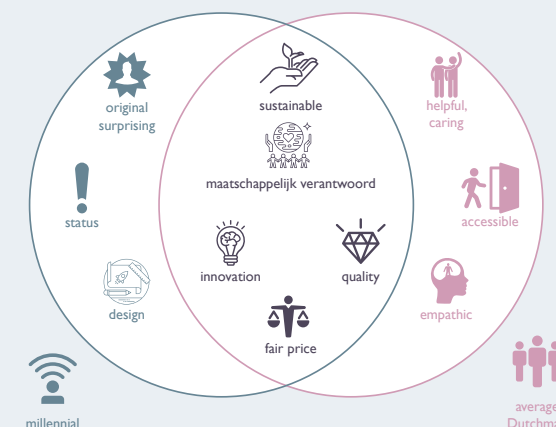 original
surprising
sustainable
helpful,
caring
maatschappelijk verantwoord
status
accessible
innovation
quality
design
empathic
fair price
millennial
average